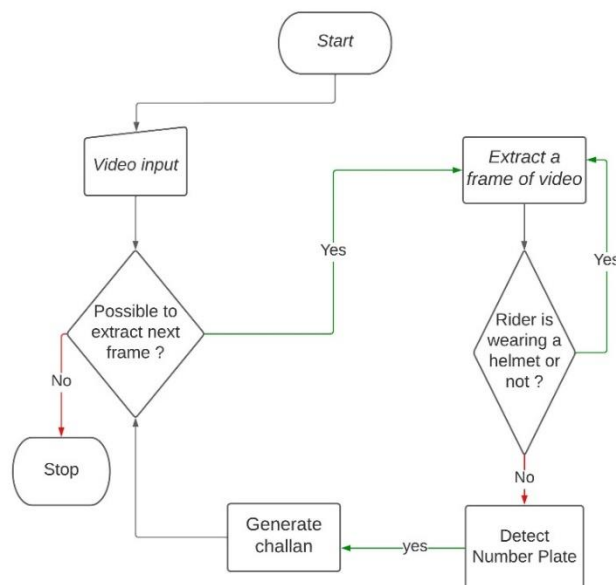 Start
Video input
Extract a
frame of video
Yes
Yes
Possible to
extract next
frame ?
Rider is
wearing a
helmet or
not ?
No
Stop
No
Generate
challan
yes
Detect
Number Plate